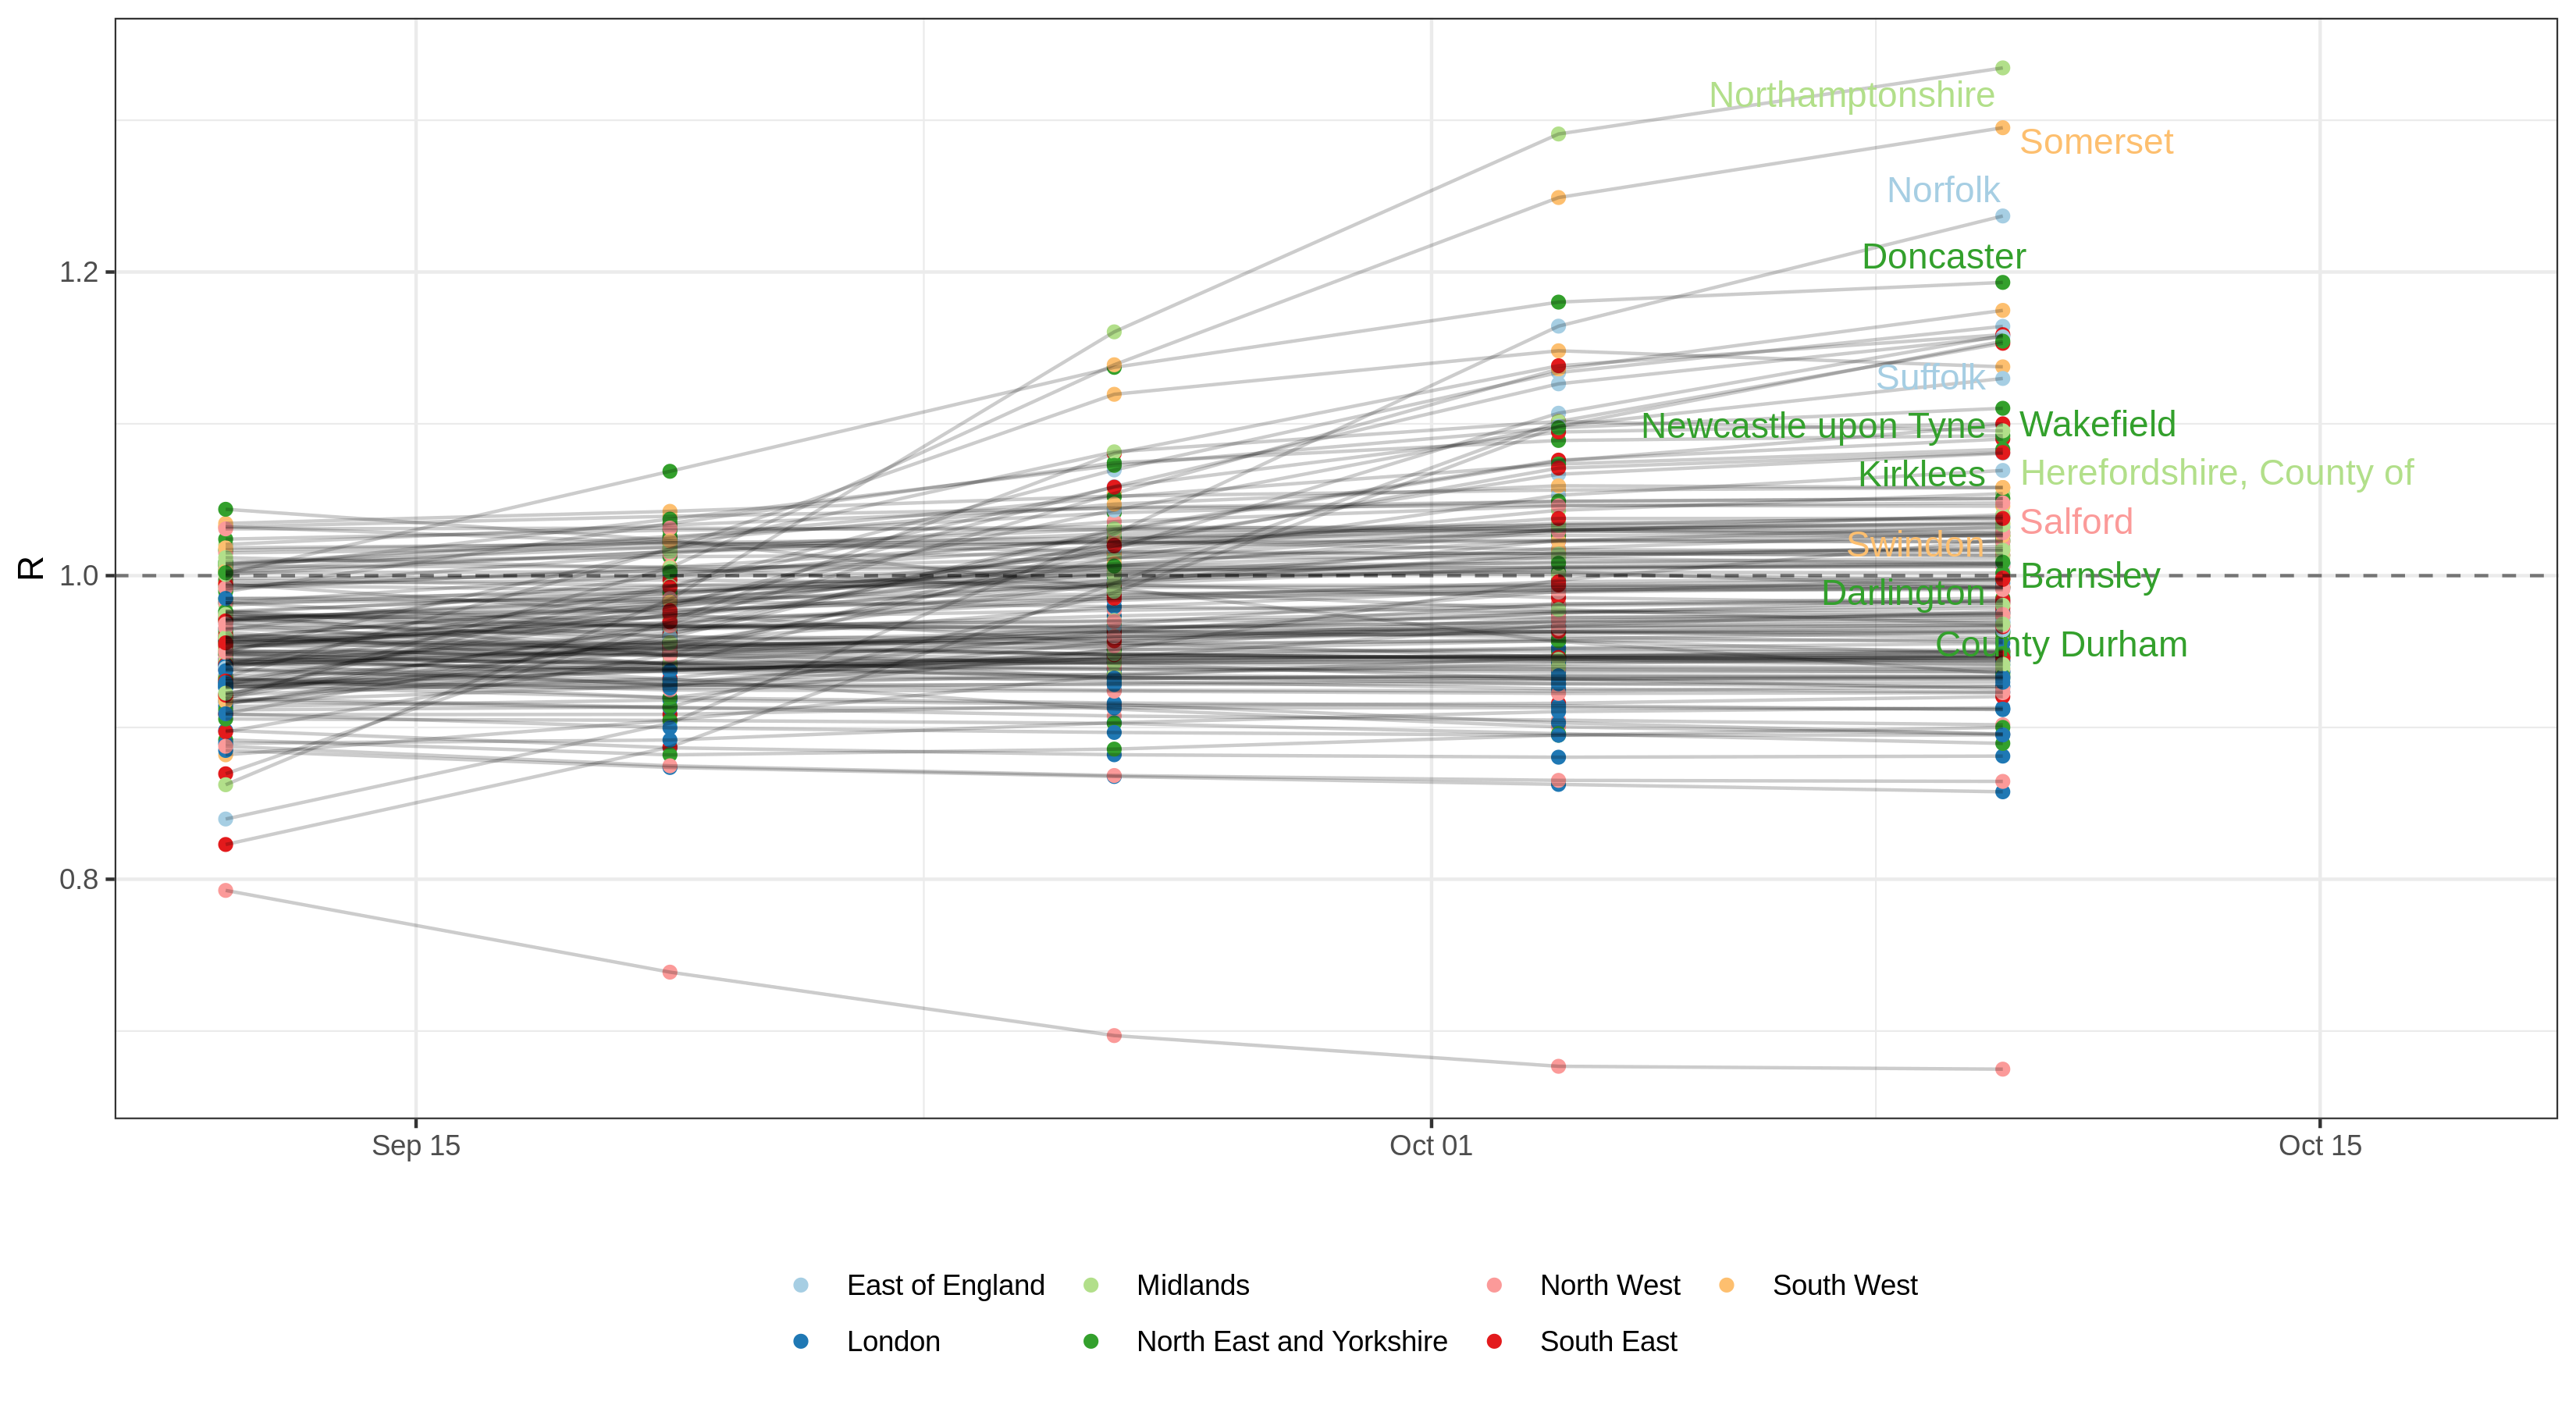 Northamptonshire
Somerset
Norfolk
Doncaster
1.2
Suffolk
Newcastle upon Tyne
Wakefield
Kirklees
Herefordshire, County of
Salford
Swindon
R
1.0
Barnsley
Darlington
County Durham
0.8
Sep 15
Oct 01
Oct 15
East of England
Midlands
North West
South West
London
North East and Yorkshire
South East